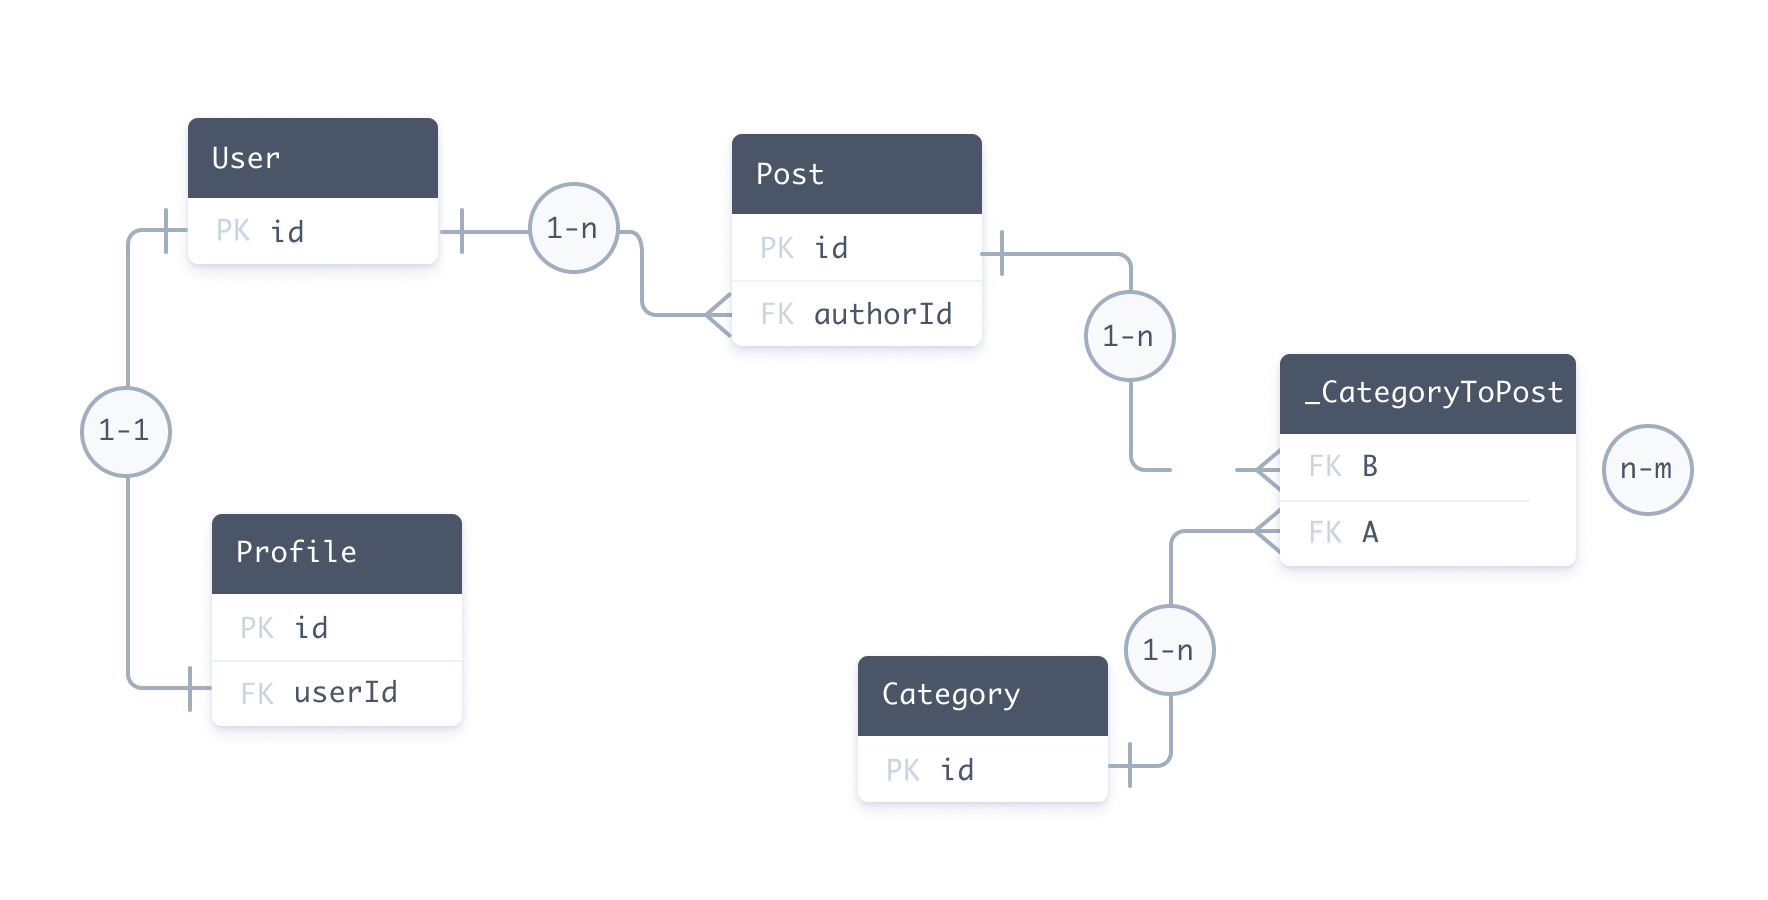 User
PK id
1-n
Post
PK id
FK authorId
1-n
_CategoryToPost
FK B
FK A
n-m
1-1
Profile
PK id
FK userId
1-n
Category
PK id